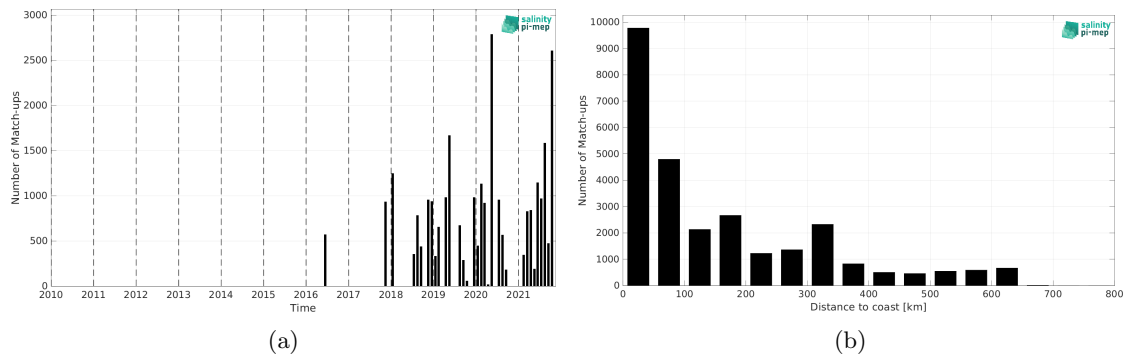 salinity
pi-mep
3000
2500
2000
1500
1000
500
0
Number of Match-ups
2010 2011 2012 2013 2014 2015 2016 2017 2018 2019 2020 2021
Time
(a)
salinity
pi-mep
10000
9000
8000
7000
6000
5000
4000
3000
2000
1000
0
Number of Match-ups
0 100 200 300 400 500 600 700 800
Distance to coast [km]
(b)